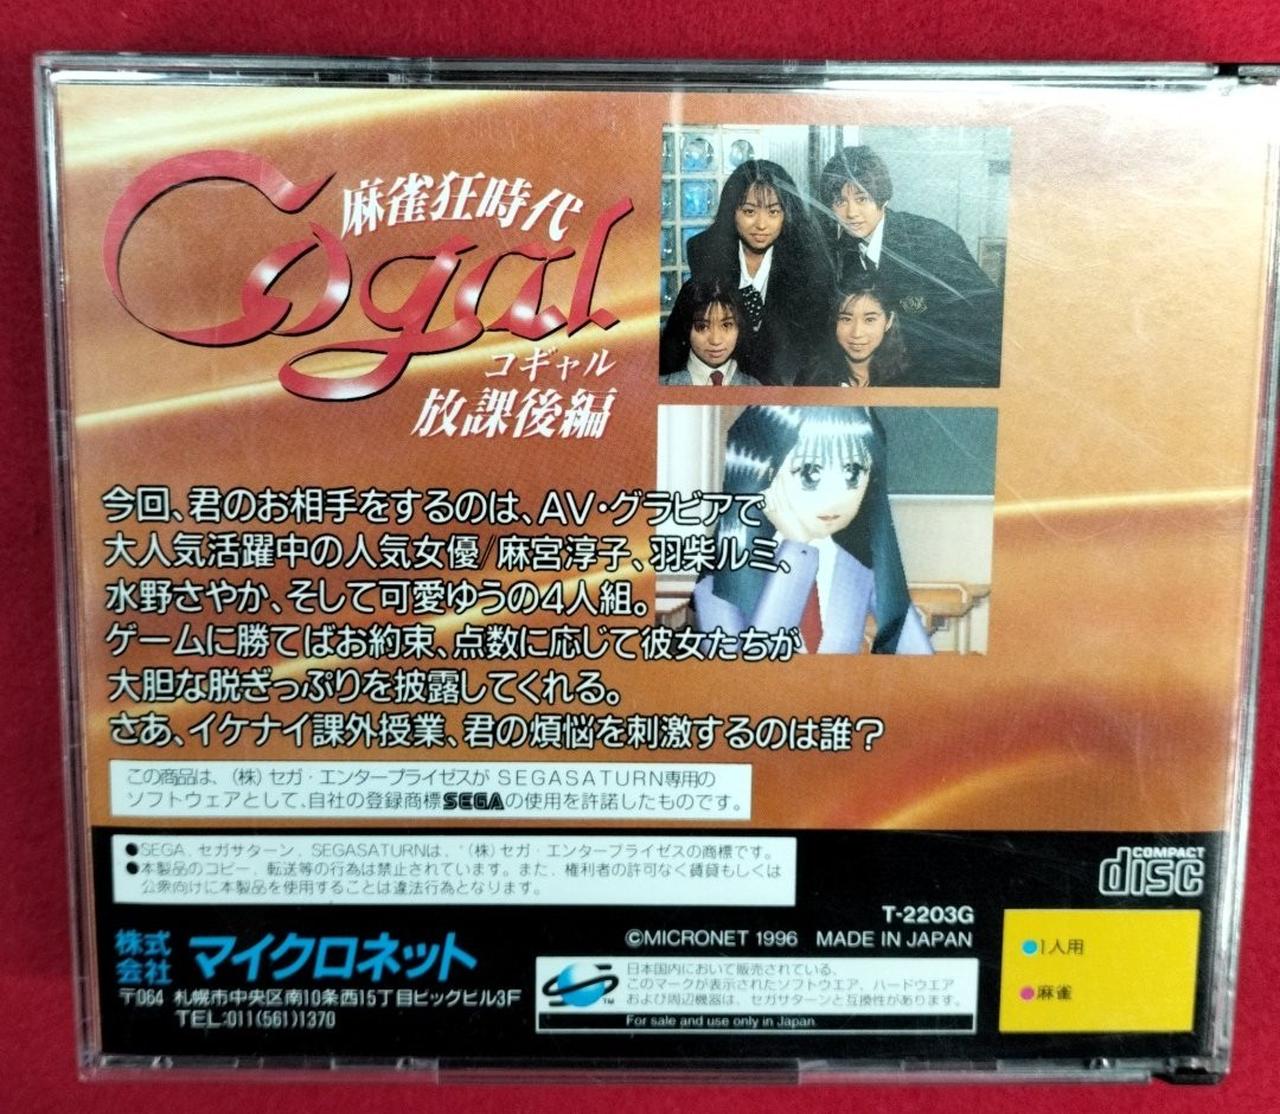 麻雀狂時代
Cogal
コギャル
放課後編
今回、君のお相手をするのは、AV・グラビアで
大人気活躍中の人気女優/麻宮淳子、羽柴ルミ、
水野さやか、そして可愛ゆうの4人組。
ゲームに勝てばお約束、点数に応じて彼女たちが
大胆な脱ぎっぷりを披露してくれる。
さあ、イケナイ課外授業、君の煩悩を刺激するのは誰?
この商品は、(株)セガ・エンタープライゼスがSEGASATURN専用の
ソフトウェアとして、自社の登録商標SEGAの使用を許諾したものです。
●SEGA、セガサターン、SEGASATURNは、(株)セガ・エンタープライゼスの商標です。
●本製品のコピー、転送等の行為は禁止されています。また、権利者の許可なく賃貸もしくは
公衆向けに本製品を使用することは違法行為となります。
COMPACT
disc
T-2203G
©MICRONET 1996 MADE IN JAPAN
株式会社 マイクロネット
〒064 札幌市中央区南10条西15丁目ビッグビル3F
TEL:011(561)1370
日本国内において販売されている、
このマークが表示されたソフトウエア、ハードウエア
および周辺機器は、セガサターンと互換性があります。
For sale and use only in Japan.
TM
●1人用
●麻雀